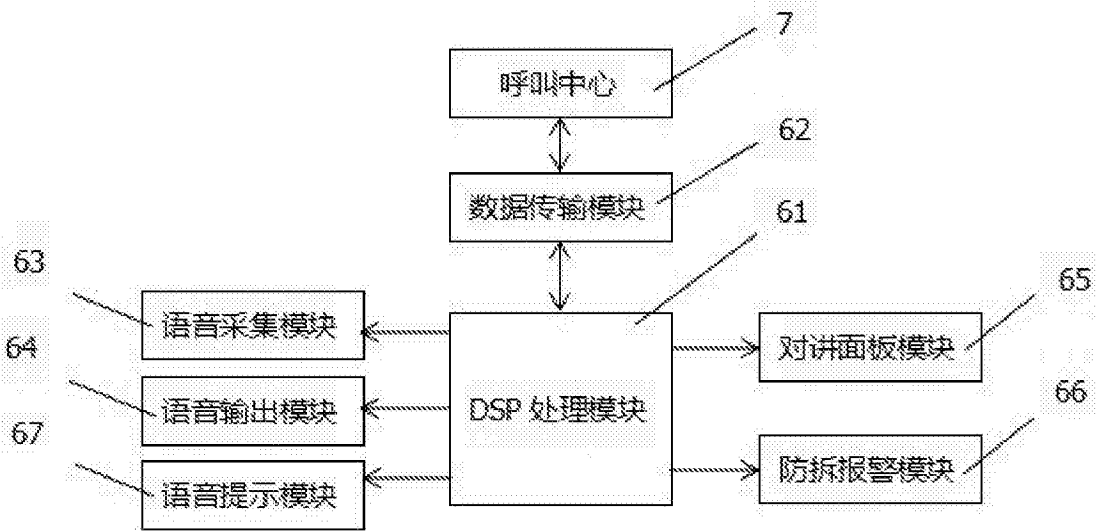 7
呼叫中心
62
数据传输模块
61
63
语音采集模块
65
对讲面板模块
64
语音输出模块
DSP 处理模块
66
67
防拆报警模块
语音提示模块